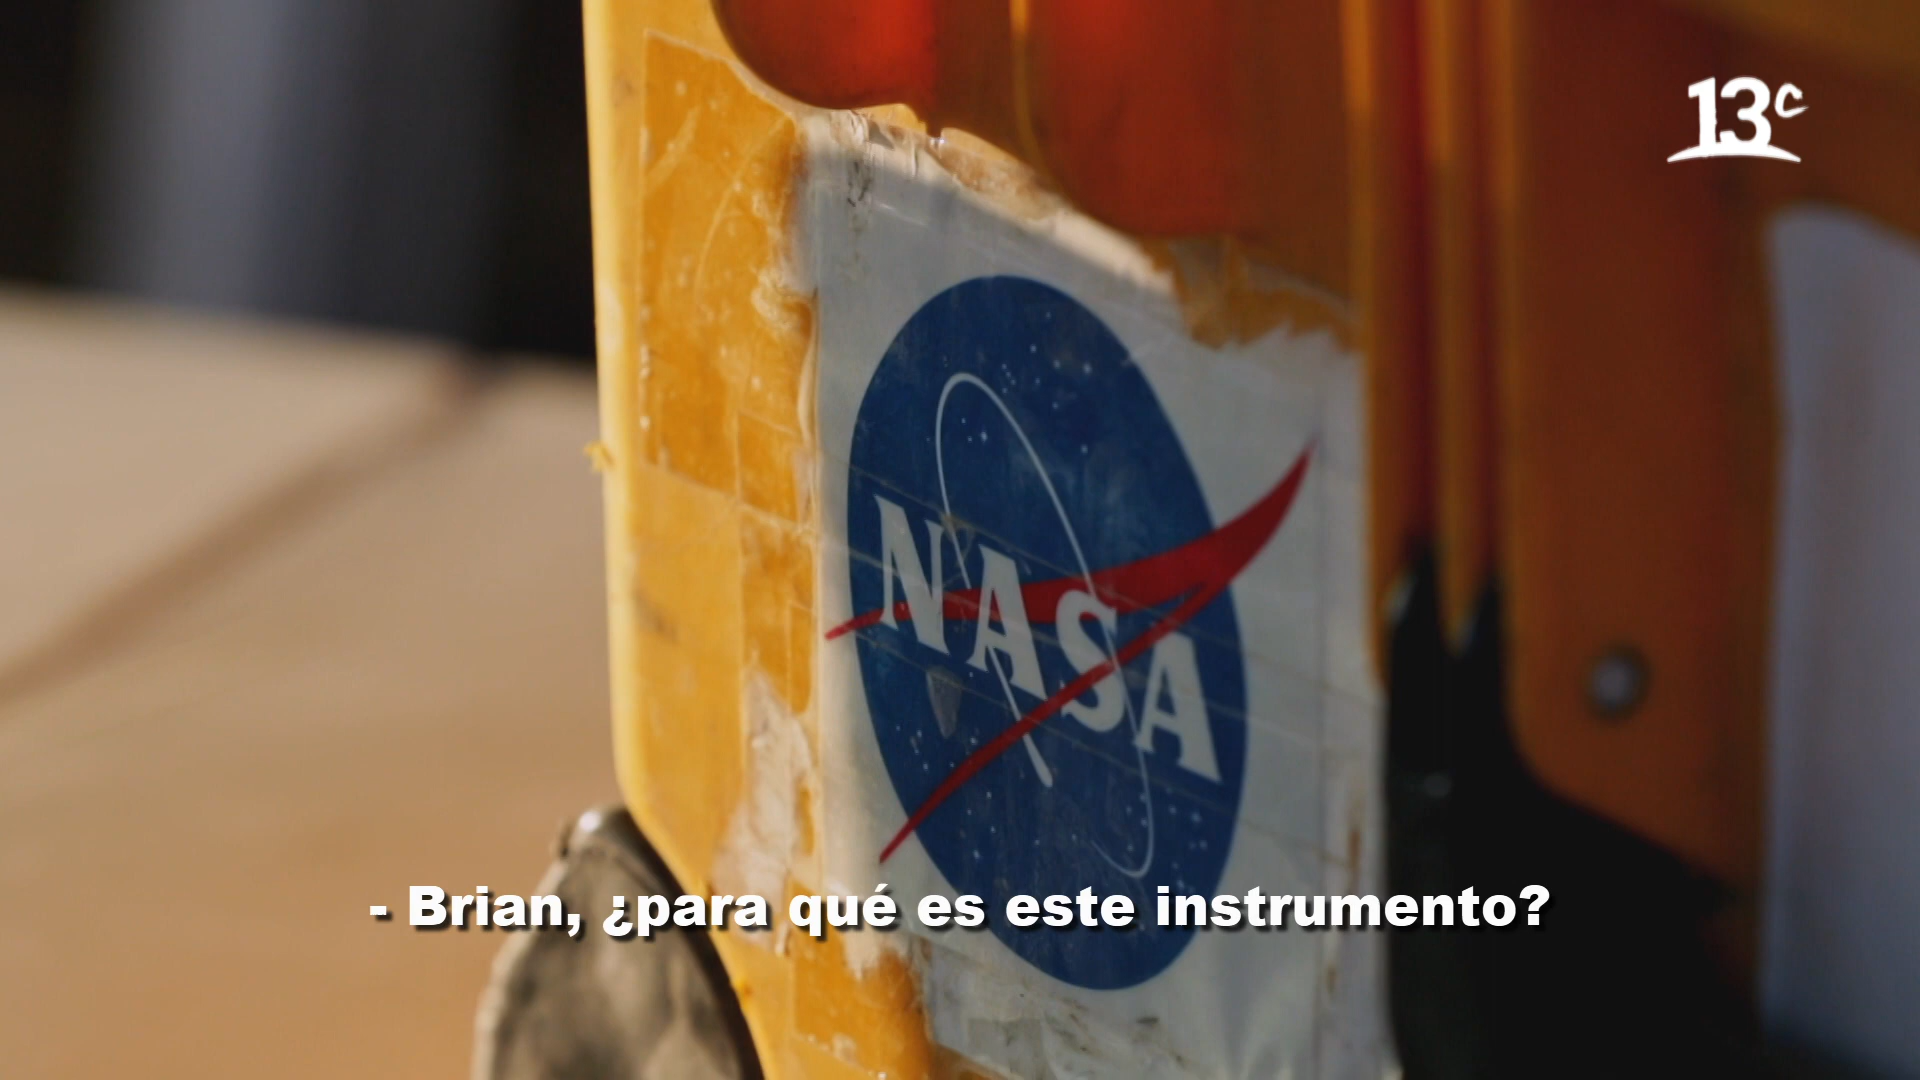 13c
NASA
- Brian, ¿para qué es este instrumento?